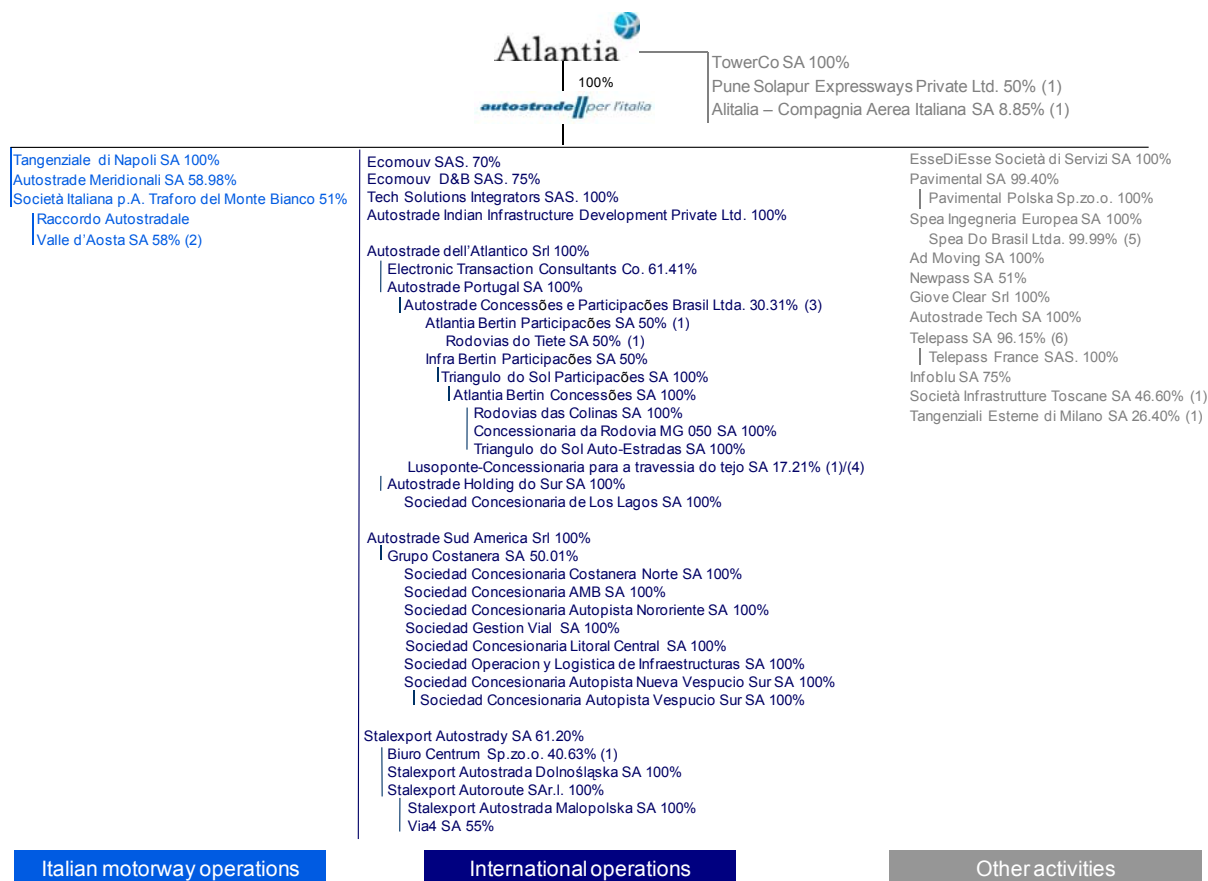 Atlantia
100%
autostrade per l'italia
TowerCo SA 100%
Pune Solapur Expressways Private Ltd. 50% (1)
Alitalia – Compagnia Aerea Italiana SA 8.85% (1)
Tangenziale di Napoli SA 100%
Autostrade Meridionali SA 58.98%
Società Italiana p.A. Traforo del Monte Bianco 51%
Raccordo Autostradale
Valle d'Aosta SA 58% (2)
Ecomouv SAS. 70%
Ecomouv D&B SAS. 75%
Tech Solutions Integrators SAS. 100%
Autostrade Indian Infrastructure Development Private Ltd. 100%
Autostrade dell'Atlantico Srl 100%
Electronic Transaction Consultants Co. 61.41%
Autostrade Portugal SA 100%
Autostrade Concessões e Participacões Brasil Ltda. 30.31% (3)
Atlantia Bertin Participacões SA 50% (1)
Rodovias do Tiete SA 50% (1)
Infra Bertin Participacões SA 50%
Triangulo do Sol Participacões SA 100%
Atlantia Bertin Concessões SA 100%
Rodovias das Colinas SA 100%
Concessionaria da Rodovia MG 050 SA 100%
Triangulo do Sol Auto-Estradas SA 100%
Lusoponte-Concessionaria para a travessia do tejo SA 17.21% (1)/(4)
Autostrade Holding do Sur SA 100%
Sociedad Concesionaria de Los Lagos SA 100%
Autostrade Sud America Srl 100%
Grupo Costanera SA 50.01%
Sociedad Concesionaria Costanera Norte SA 100%
Sociedad Concesionaria AMB SA 100%
Sociedad Concesionaria Autopista Nororiente SA 100%
Sociedad Gestion Vial SA 100%
Sociedad Concesionaria Litoral Central SA 100%
Sociedad Operacion y Logistica de Infraestructuras SA 100%
Sociedad Concesionaria Autopista Nueva Vespucio Sur SA 100%
Sociedad Concesionaria Autopista Vespucio Sur SA 100%
Stalexport Autostrady SA 61.20%
Biuro Centrum Sp.zo.o. 40.63% (1)
Stalexport Autostrada Dolnośląska SA 100%
Stalexport Autoroute SAr.l. 100%
Stalexport Autostrada Malopolska SA 100%
Via4 SA 55%
EsseDiEsse Società di Servizi SA 100%
Pavimental SA 99.40%
Pavimental Polska Sp.zo.o. 100%
Spea Ingegneria Europea SA 100%
Spea Do Brasil Ltda. 99.99% (5)
Ad Moving SA 100%
Newpass SA 51%
Giove Clear Srl 100%
Autostrade Tech SA 100%
Telepass SA 96.15% (6)
Telepass France SAS. 100%
Infoblu SA 75%
Società Infrastrutture Toscane SA 46.60% (1)
Tangenziali Esterne di Milano SA 26.40% (1)
Italian motorway operations
International operations
Other activities